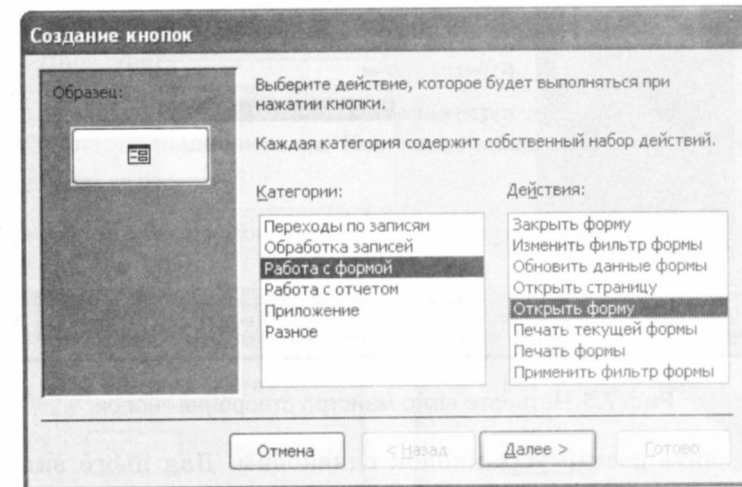 Создание кнопок
Образец:
Выберите действие, которое будет выполняться при
нажатии кнопки.
Каждая категория содержит собственный набор действий.
Категории:
Действия:
Переходы по записям
Обработка записей
Работа с формой
Работа с отчетом
Приложение
Разное
Закрыть форму
Изменить фильтр формы
Обновить данные формы
Открыть страницу
Открыть форму
Печать текущей формы
Печать формы
Применить фильтр формы
Отмена
< Назад
Далее >
Готово